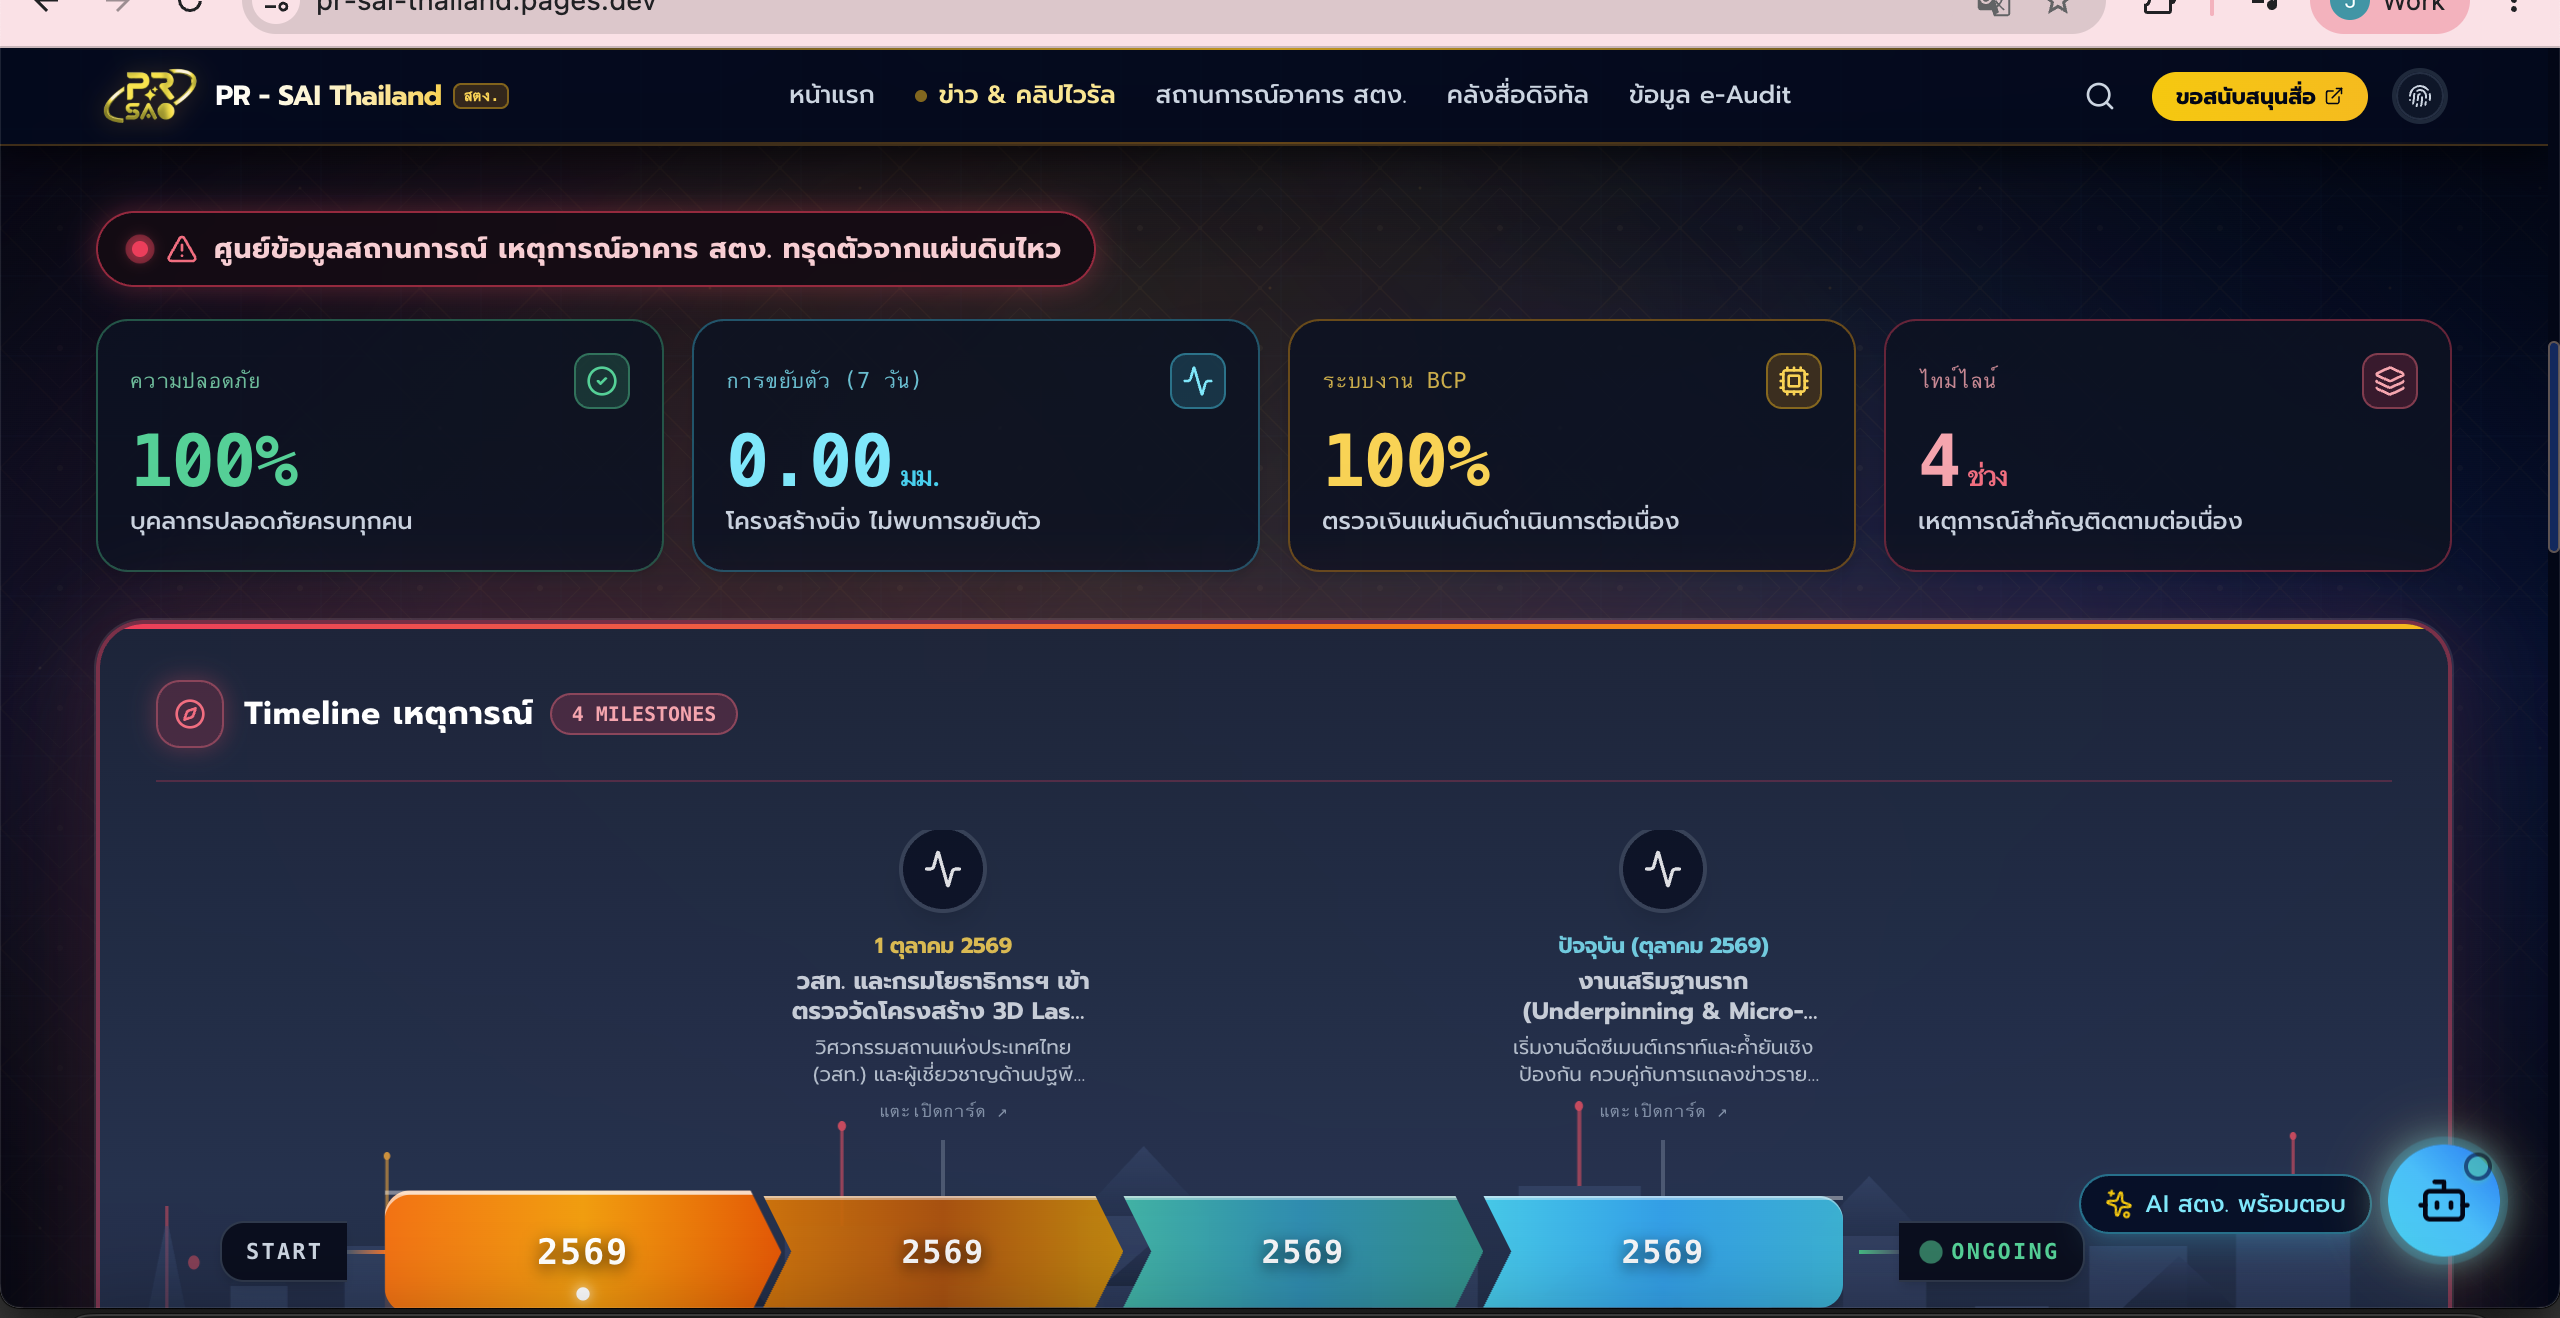 pr-sai-thailand.pages.dev
J Work
PR SAO
PR - SAI Thailand สตง.
หน้าแรก
ข่าว & คลิปไวรัล
สถานการณ์อาคาร สตง.
คลังสื่อดิจิทัล
ข้อมูล e-Audit
ขอสนับสนุนสื่อ
ศูนย์ข้อมูลสถานการณ์ เหตุการณ์อาคาร สตง. ทรุดตัวจากแผ่นดินไหว
ความปลอดภัย
100%
บุคลากรปลอดภัยครบทุกคน
การขยับตัว (7 วัน)
0.00 มม.
โครงสร้างนิ่ง ไม่พบการขยับตัว
ระบบงาน BCP
100%
ตรวจเงินแผ่นดินดำเนินการต่อเนื่อง
ไทม์ไลน์
4 ช่วง
เหตุการณ์สำคัญติดตามต่อเนื่อง
Timeline เหตุการณ์ 4 MILESTONES
1 ตุลาคม 2569
วสท. และกรมโยธาธิการฯ เข้า
ตรวจวัดโครงสร้าง 3D Las...
วิศวกรรมสถานแห่งประเทศไทย
(วสท.) และผู้เชี่ยวชาญด้านปฐพี...
แตะเปิดการ์ด ↗
ปัจจุบัน (ตุลาคม 2569)
งานเสริมฐานราก
(Underpinning & Micro-...
เริ่มงานฉีดซีเมนต์เกราท์และค้ำยันเชิง
ป้องกัน ควบคู่กับการแถลงข่าวราย...
แตะเปิดการ์ด ↗
START
2569
2569
2569
2569
ONGOING
AI สตง. พร้อมตอบ